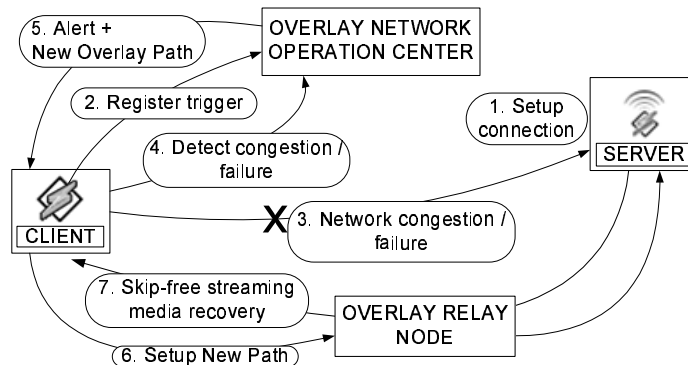 5. Alert +
New Overlay Path
OVERLAY NETWORK
OPERATION CENTER
2. Register trigger
1. Setup
connection
4. Detect congestion /
failure
SERVER
CLIENT
X
3. Network congestion /
failure
7. Skip-free streaming
media recovery
OVERLAY RELAY
NODE
6. Setup New Path